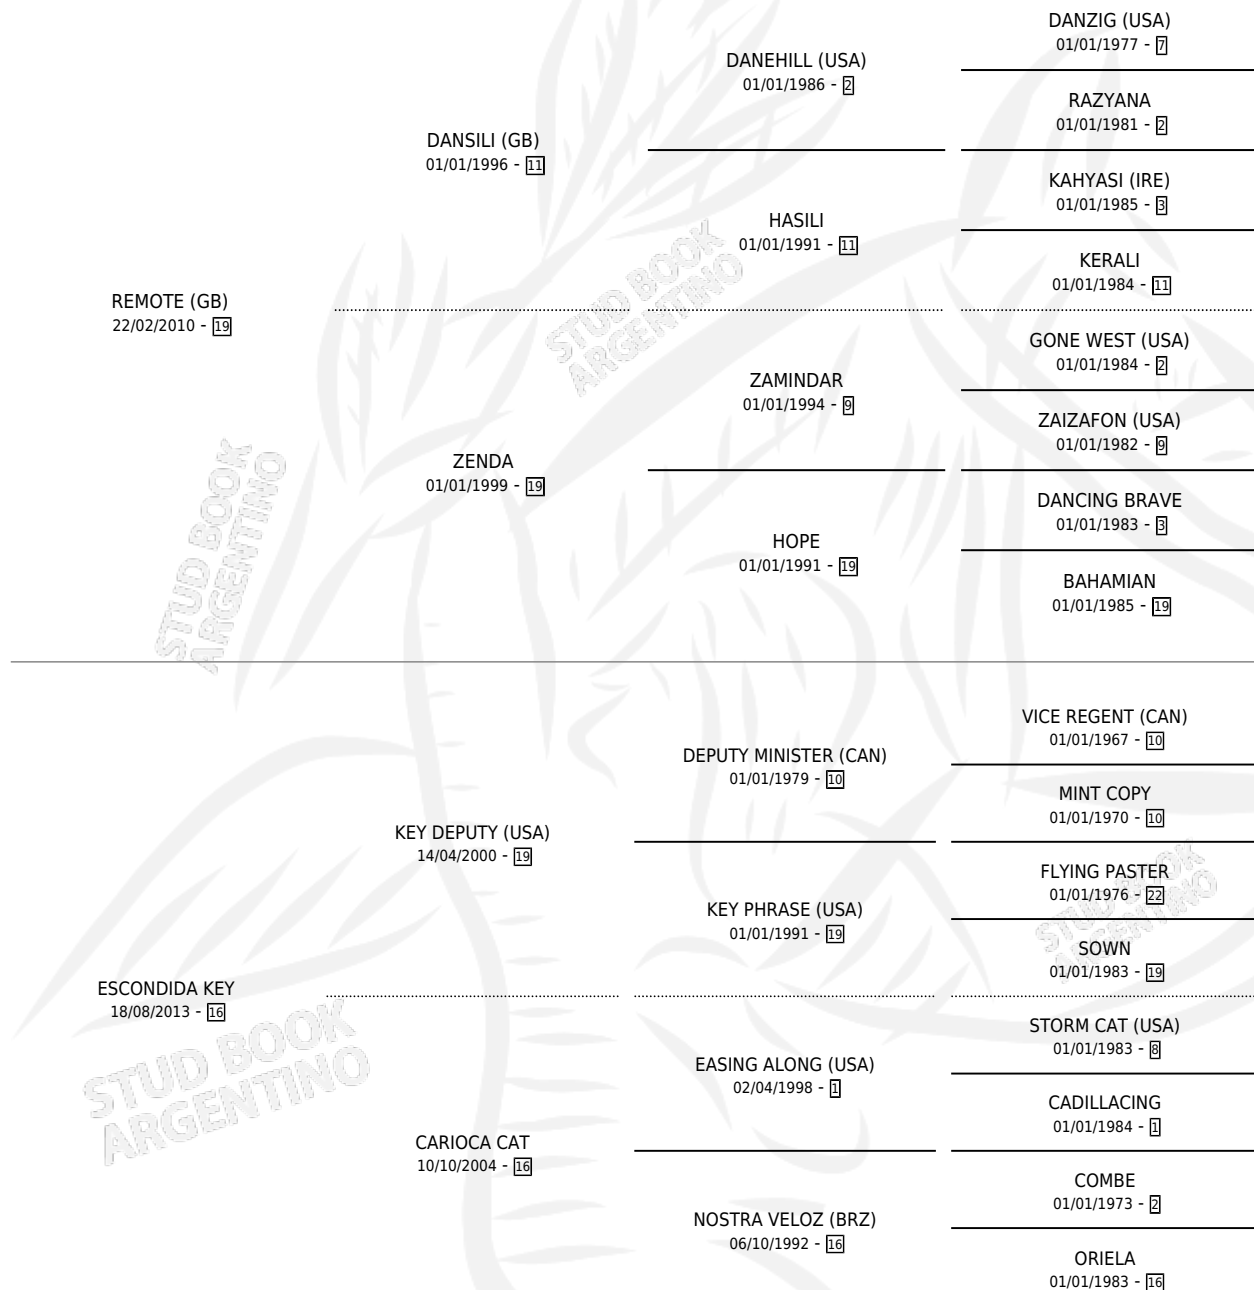 DANZIG (USA)
01/01/1977 - 7
DANEHILL (USA)
01/01/1986 - 2
RAZYANA
01/01/1981 - 2
DANSILI (GB)
01/01/1996 - 11
KAHYASI (IRE)
01/01/1985 - 3
HASILI
01/01/1991 - 11
KERALI
01/01/1984 - 11
REMOTE (GB)
22/02/2010 - 19
GONE WEST (USA)
01/01/1984 - 2
ZAMINDAR
01/01/1994 - 9
ZAIZAFON (USA)
01/01/1982 - 9
ZENDA
01/01/1999 - 19
DANCING BRAVE
01/01/1983 - 3
HOPE
01/01/1991 - 19
BAHAMIAN
01/01/1985 - 19
STUD BOOK
ARGENTINO
STUD BOOK
ARGENTINO
VICE REGENT (CAN)
01/01/1967 - 10
DEPUTY MINISTER (CAN)
01/01/1979 - 10
MINT COPY
01/01/1970 - 10
KEY DEPUTY (USA)
14/04/2000 - 19
FLYING PASTER
01/01/1976 - 22
KEY PHRASE (USA)
01/01/1991 - 19
SOWN
01/01/1983 - 19
ESCONDIDA KEY
18/08/2013 - 16
STORM CAT (USA)
01/01/1983 - 8
EASING ALONG (USA)
02/04/1998 - 1
CADILLACING
01/01/1984 - 1
CARIOCA CAT
10/10/2004 - 16
COMBE
01/01/1973 - 2
NOSTRA VELOZ (BRZ)
06/10/1992 - 16
ORIELA
01/01/1983 - 16
STUD BOOK
ARGENTINO
STUD BOOK
ARGENTINO